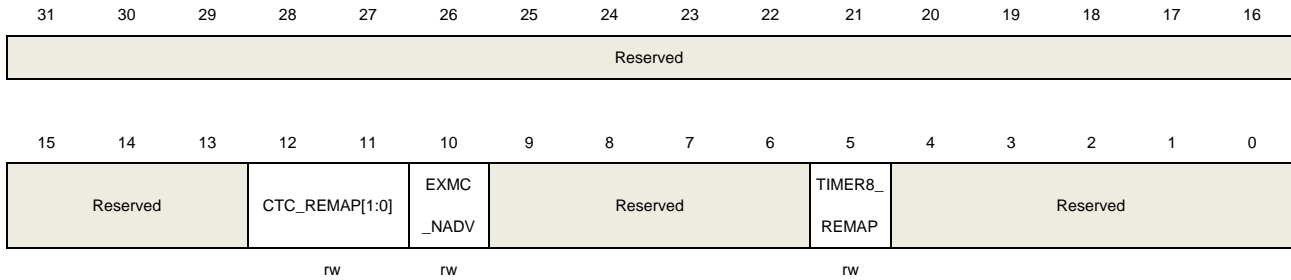 31 30 29 28 27 26 25 24 23 22 21 20 19 18 17 16
Reserved
15 14 13 12 11 10 9 8 7 6 5 4 3 2 1 0
Reserved CTC_REMAP[1:0] EXMC _NADV Reserved TIMER8_ REMAP Reserved
rw rw rw